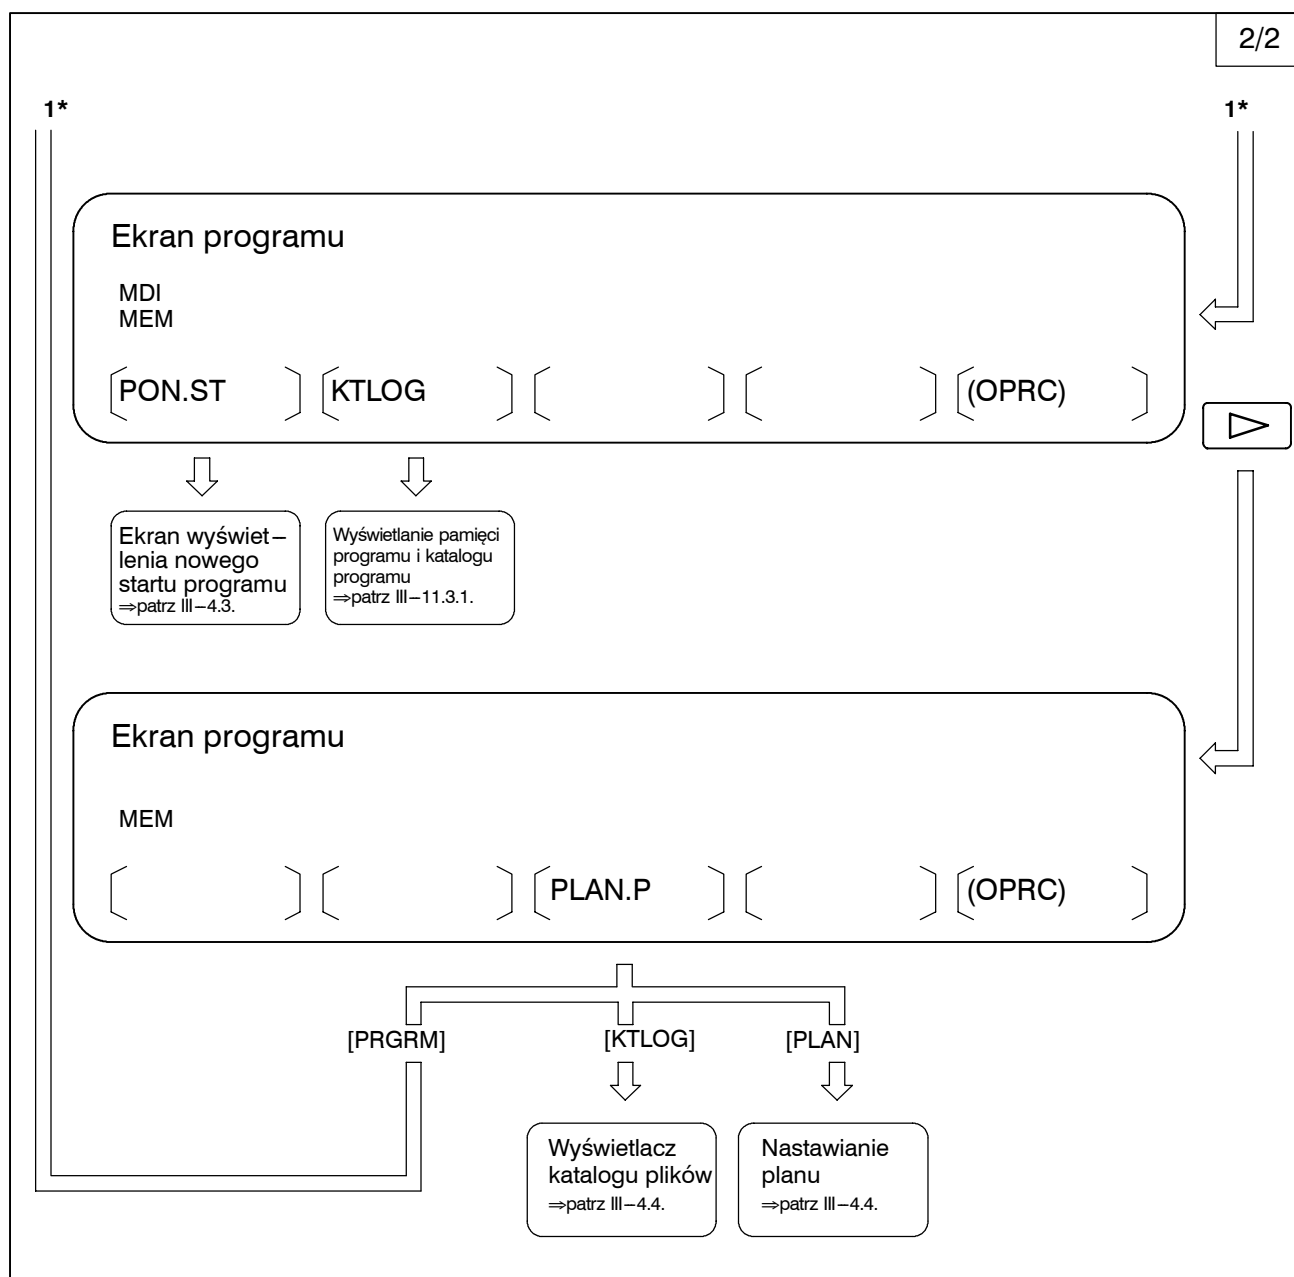 2/2
1* 1*
Ekran programu
MDI
MEM
PON.ST KTLOG (OPRC)
Ekran wyświet–
lenia nowego
startu programu
⇒patrz III–4.3.
Wyświetlanie pamięci
programu i katalogu
programu
⇒patrz III–11.3.1.
Ekran programu
MEM
PLAN.P (OPRC)
[PRGRM] [KTLOG] [PLAN]
Wyświetlacz
katalogu plików
⇒patrz III–4.4.
Nastawianie
planu
⇒patrz III–4.4.